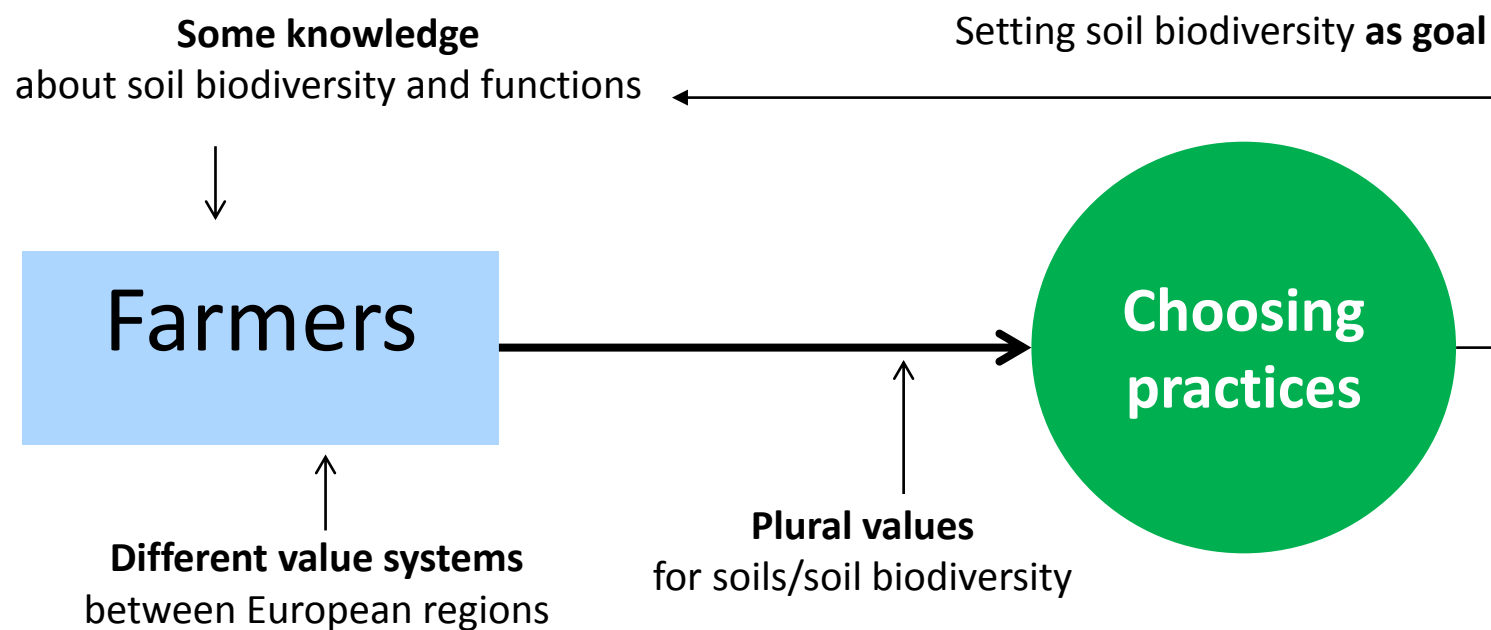 Some knowledge
about soil biodiversity and functions
Setting soil biodiversity as goal
Farmers
Choosing
practices
Different value systems
between European regions
Plural values
for soils/soil biodiversity